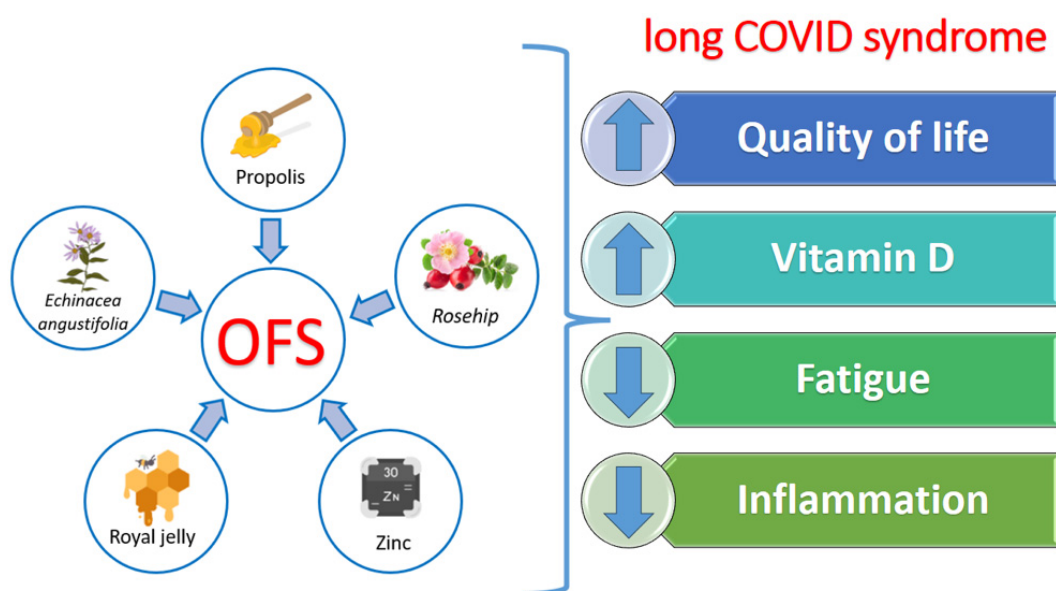 long COVID syndrome
Propolis
Echinacea
angustifolia
Rosehip
OFS
Royal jelly
30
ZN
Zinc
Quality of life
Vitamin D
Fatigue
Inflammation